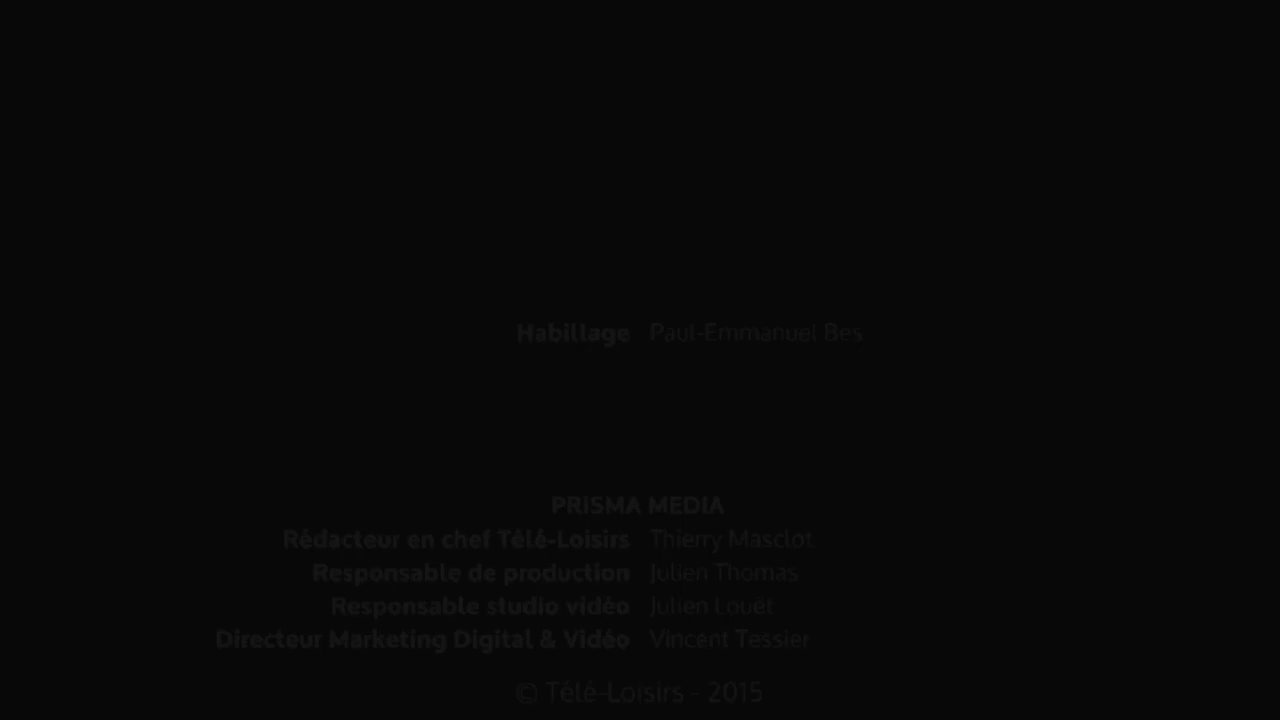 Habillage Paul-Emmanuel Bes
PRISMA MEDIA
Rédacteur en chef Télé-Loisirs Thierry Masclot
Responsable de production Julien Thomas
Responsable studio vidéo Julien Louët
Directeur Marketing Digital & Vidéo Vincent Tessier
© Télé-Loisirs - 2015